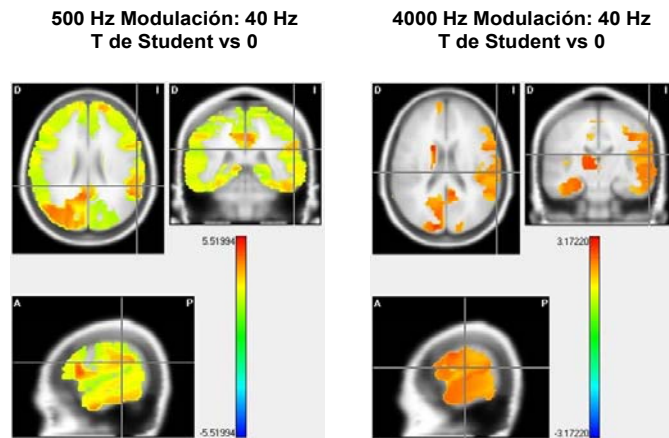 500 Hz Modulación: 40 Hz
T de Student vs 0
D
I
D
I
5.51994
A
P
-5.51994
4000 Hz Modulación: 40 Hz
T de Student vs 0
D
I
D
I
3.17220
A
P
-3.17220